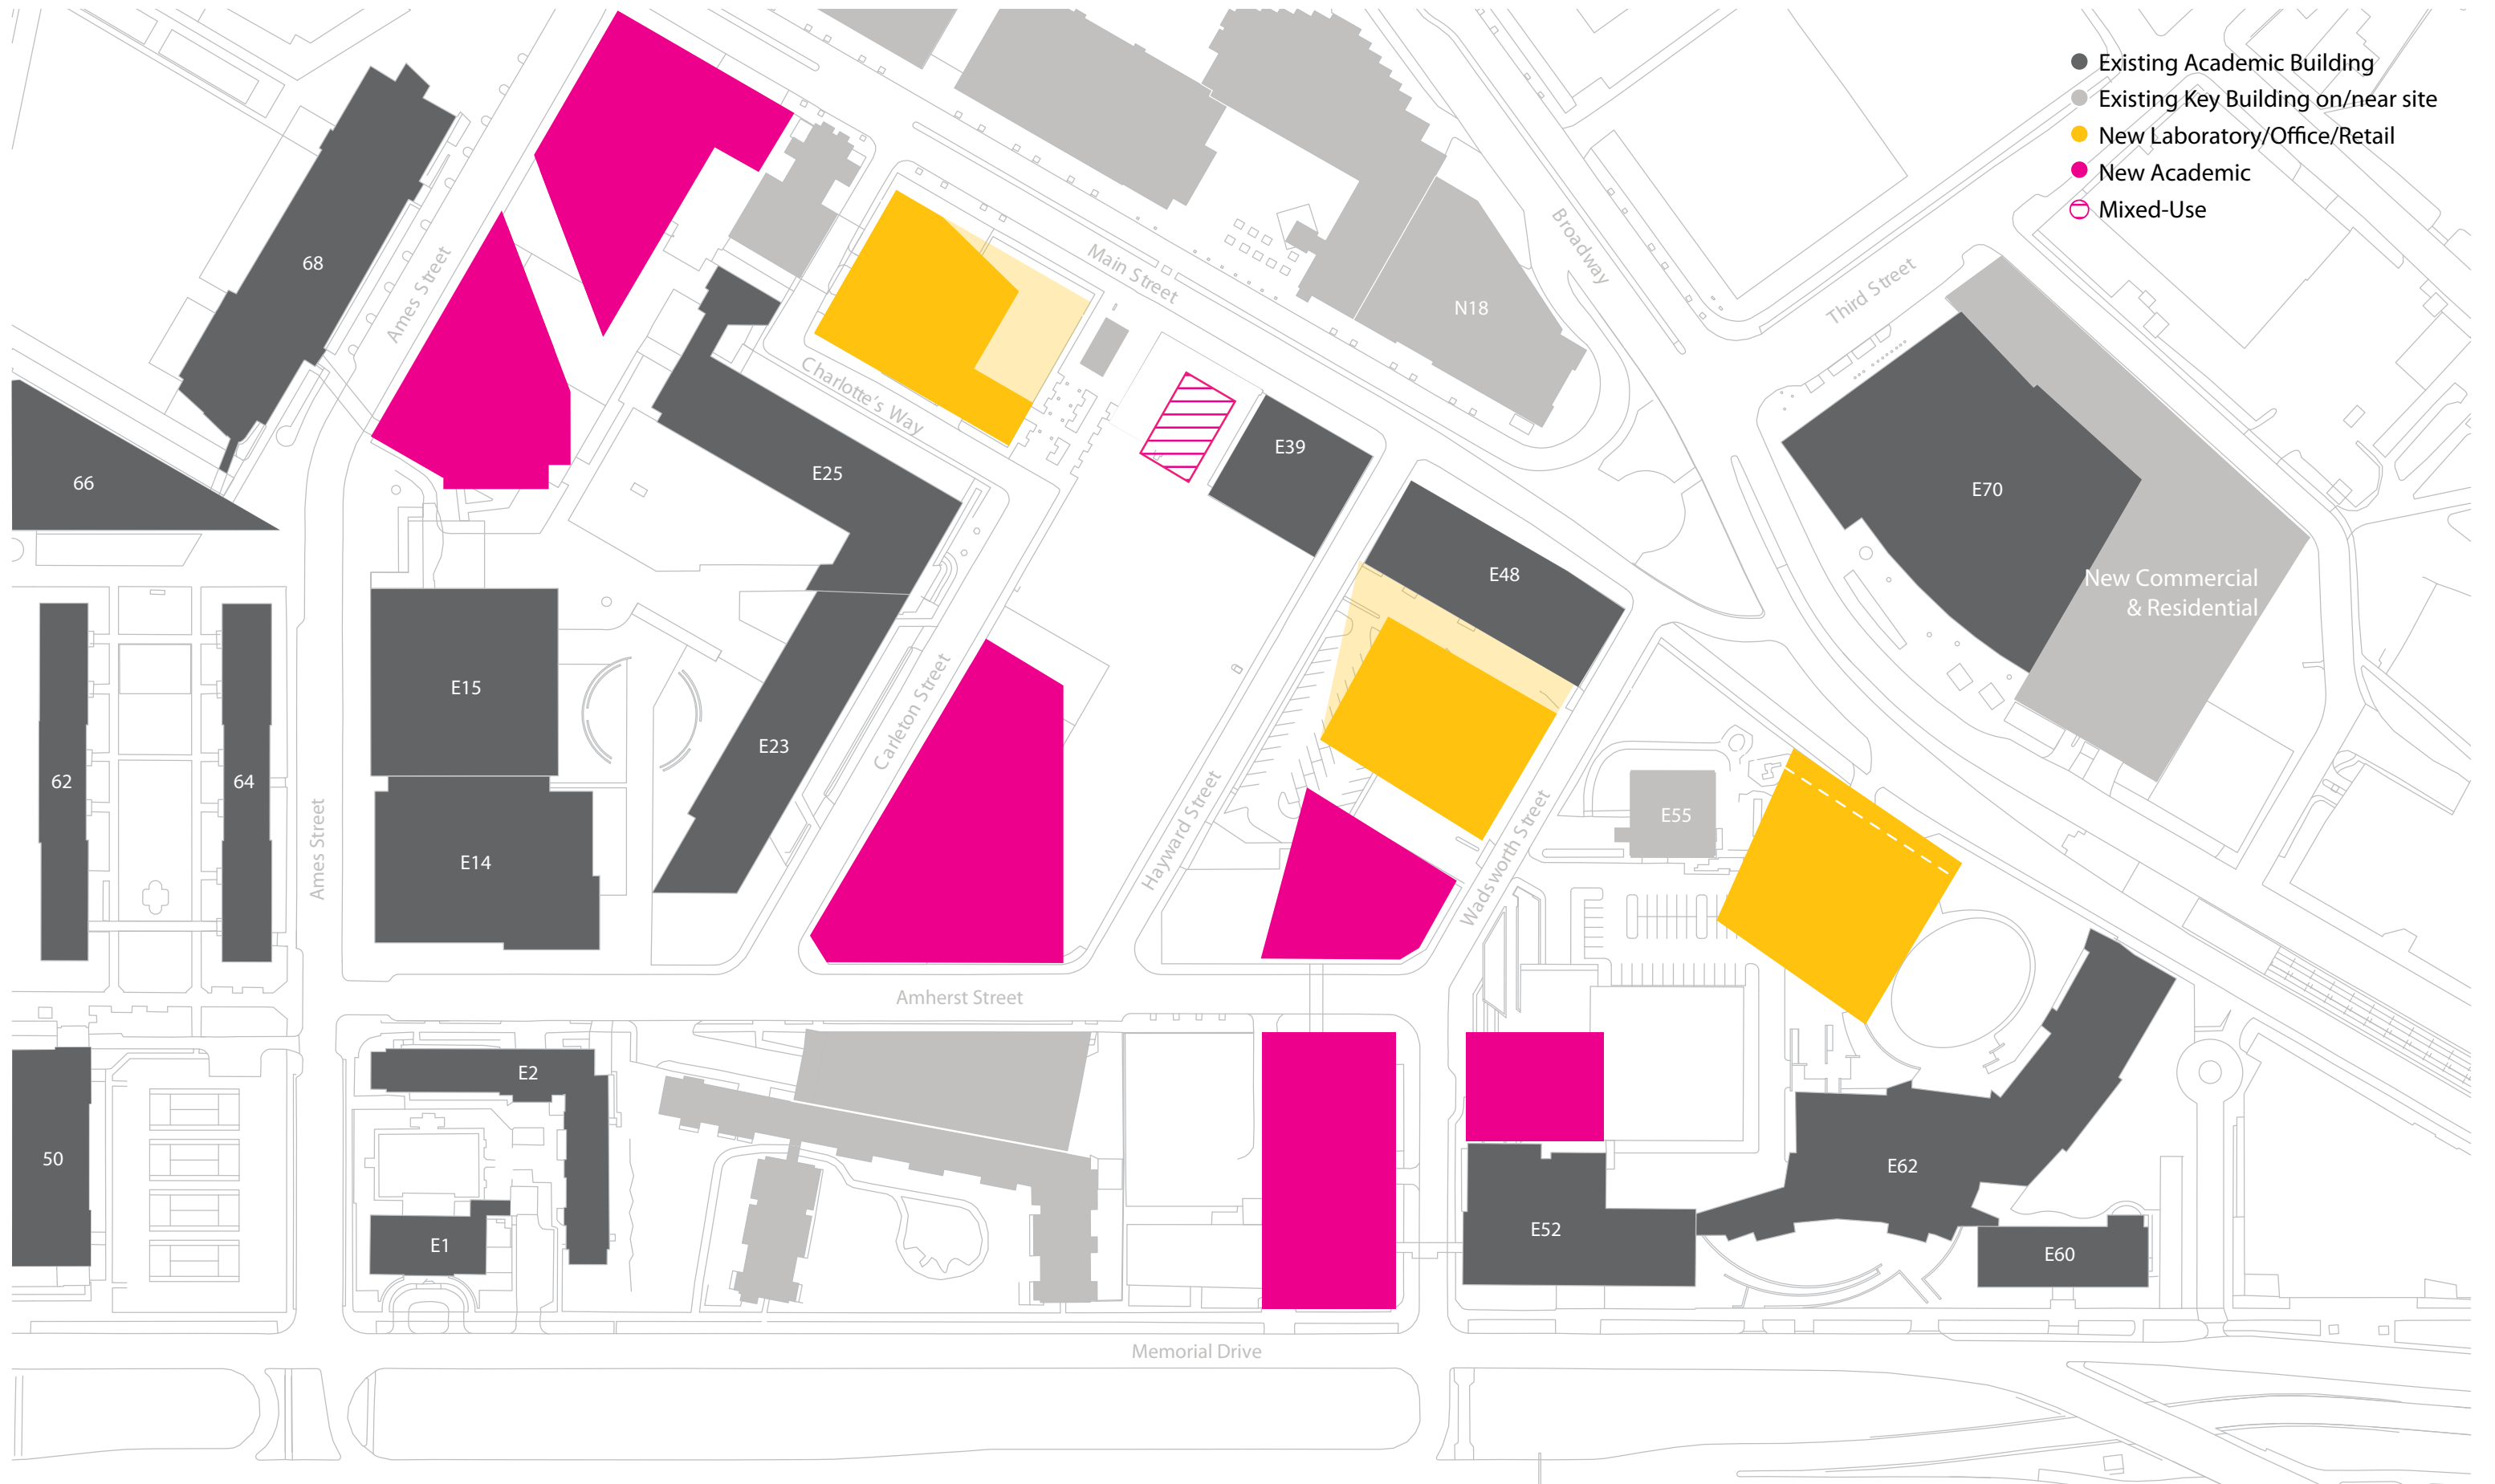 Existing Academic Building
Existing Key Building on/near site
New Laboratory/Office/Retail
New Academic
Mixed-Use
68
Ames Street
Main Street
Broadway
Third Street
N18
Charlotte's Way
66
E25
E39
E70
E48
New Commercial
& Residential
E15
E23
Carleton Street
62
64
Ames Street
E14
Hayward Street
Wadsworth Street
E55
Amherst Street
E2
50
E1
E62
E52
E60
Memorial Drive